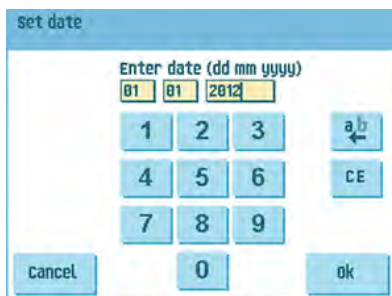 Set date
Enter date (dd mm yyyy)
01 01 2012
1 2 3
ab
4 5 6
CE
7 8 9
Cancel
0
ok